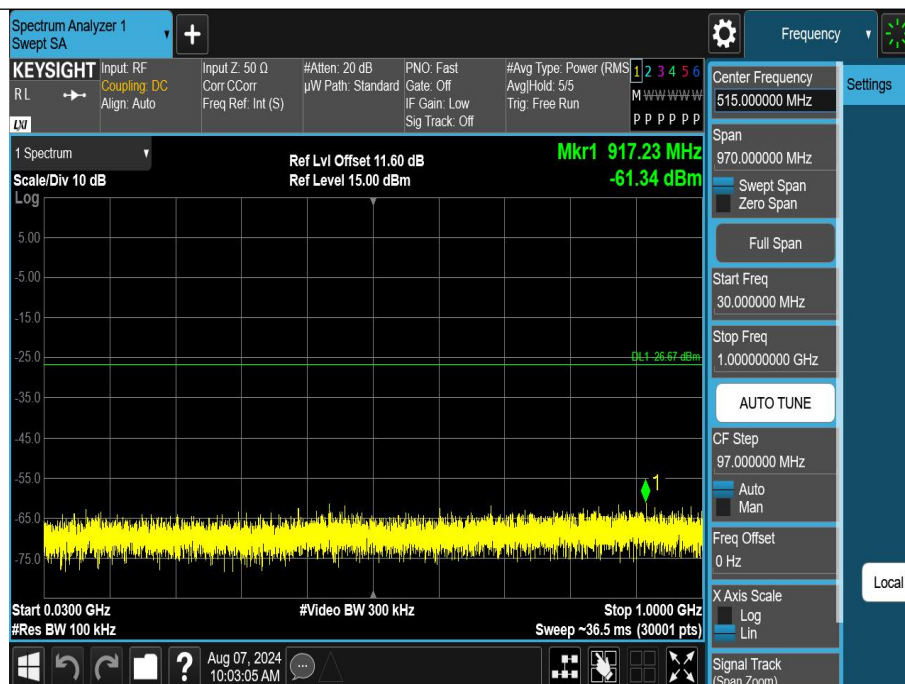 Spectrum Analyzer 1
Swept SA
+
Frequency
KEYSIGHT
RL
LXI
Input: RF
Coupling: DC
Align: Auto
Input Z: 50 Ω
Corr CCorr
Freq Ref: Int (S)
#Atten: 20 dB
µW Path: Standard
PNO: Fast
Gate: Off
IF Gain: Low
Sig Track: Off
#Avg Type: Power (RMS
Avg|Hold: 5/5
Trig: Free Run
1 2 3 4 5 6
M W W W W W
P P P P P P
1 Spectrum
Scale/Div 10 dB
Ref Lvl Offset 11.60 dB
Ref Level 15.00 dBm
Mkr1 917.23 MHz
-61.34 dBm
Log
5.00
-5.00
-15.0
-25.0
DL1 -26.67 dBm
-35.0
-45.0
-55.0
1
-65.0
-75.0
Start 0.0300 GHz
#Video BW 300 kHz
Stop 1.0000 GHz
#Res BW 100 kHz
Sweep ~36.5 ms (30001 pts)
?
Aug 07, 2024
10:03:05 AM
Center Frequency
515.000000 MHz
Span
970.000000 MHz
Swept Span
Zero Span
Full Span
Start Freq
30.000000 MHz
Stop Freq
1.000000000 GHz
AUTO TUNE
CF Step
97.000000 MHz
Auto
Man
Freq Offset
0 Hz
X Axis Scale
Log
Lin
Signal Track
(Span Zoom)
Settings
Local